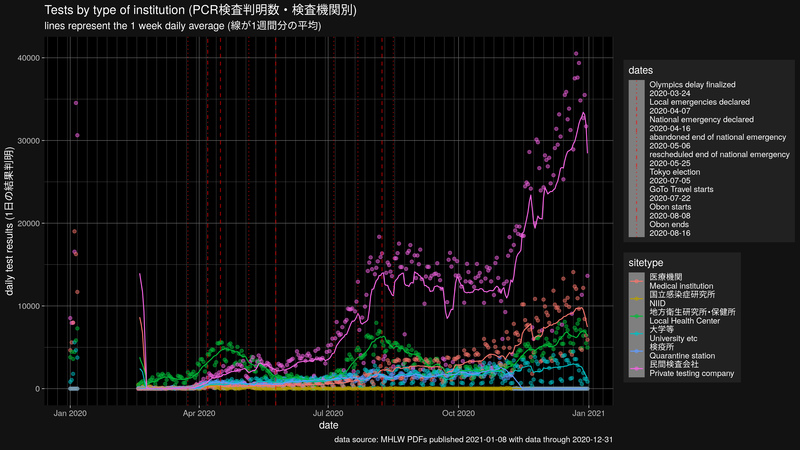 Tests by type of institution (PCR検査判明数・検査機関別)
lines represent the 1 week daily average (線が1週間分の平均)
daily test results (1日の結果判明)
40000
30000
20000
10000
0
Jan 2020
Apr 2020
Jul 2020
Oct 2020
Jan 2021
date
dates
Olympics delay finalized
2020-03-24
Local emergencies declared
2020-04-07
National emergency declared
2020-04-16
abandoned end of national emergency
2020-05-06
rescheduled end of national emergency
2020-05-25
Tokyo election
2020-07-05
GoTo Travel starts
2020-07-22
Obon starts
2020-08-08
Obon ends
2020-08-16
sitetype
医療機関
Medical institution
国立感染症研究所
NIID
地方衛生研究所・保健所
Local Health Center
大学等
University etc
検疫所
Quarantine station
民間検査会社
Private testing company
data source: MHLW PDFs published 2021-01-08 with data through 2020-12-31